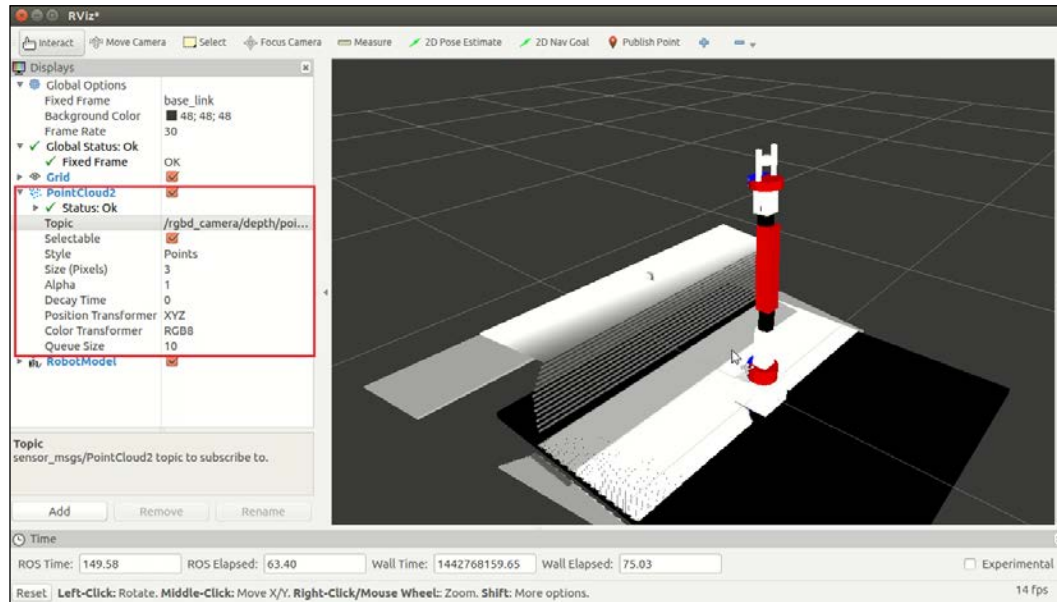 RViz*
Interact Move Camera Select Focus Camera Measure 2D Pose Estimate 2D Nav Goal Publish Point
Displays
Global Options
Fixed Frame base_link
Background Color 48; 48; 48
Frame Rate 30
Global Status: Ok
Fixed Frame OK
Grid
PointCloud2
Status: Ok
Topic /rgbd_camera/depth/poi...
Selectable
Style Points
Size (Pixels) 3
Alpha 1
Decay Time 0
Position Transformer XYZ
Color Transformer RGB8
Queue Size 10
RobotModel
Topic
sensor_msgs/PointCloud2 topic to subscribe to.
Add Remove Rename
Time
ROS Time: 149.58 ROS Elapsed: 63.40 Wall Time: 1442768159.65 Wall Elapsed: 75.03 Experimental
Reset Left-Click: Rotate. Middle-Click: Move X/Y. Right-Click/Mouse Wheel:: Zoom. Shift: More options. 14 fps